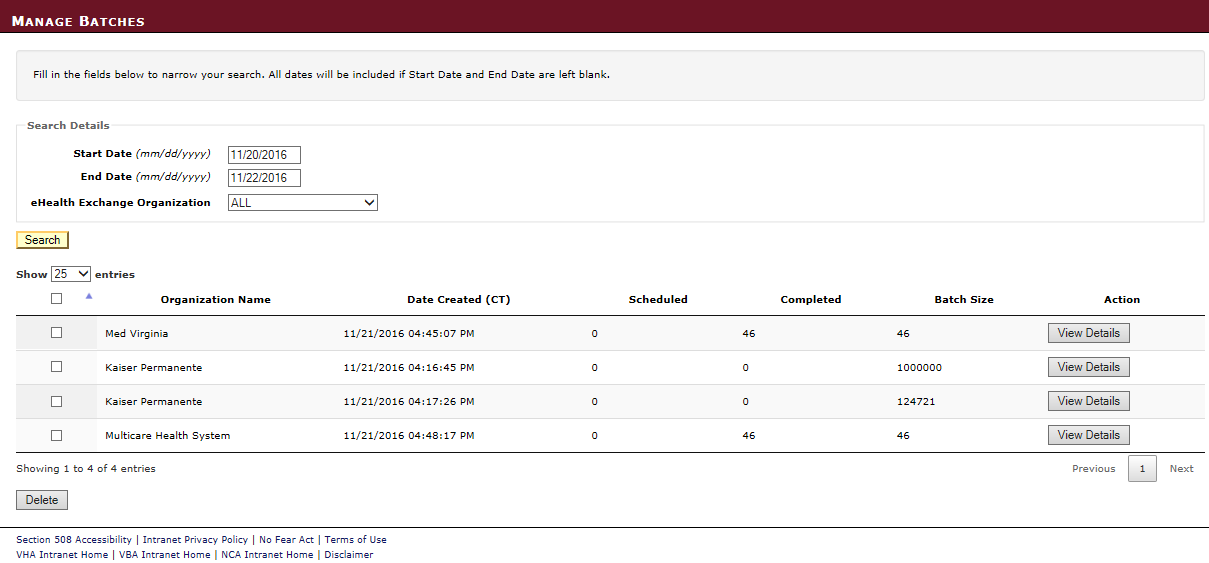 MANAGE BATCHES
Fill in the fields below to narrow your search. All dates will be included if Start Date and End Date are left blank.
Search Details
Start Date (mm/dd/yyyy) 11/20/2016
End Date (mm/dd/yyyy) 11/22/2016
eHealth Exchange Organization ALL
Search
Show 25 entries
Organization Name Date Created (CT) Scheduled Completed Batch Size Action
Med Virginia 11/21/2016 04:45:07 PM 0 46 46 View Details
Kaiser Permanente 11/21/2016 04:16:45 PM 0 0 1000000 View Details
Kaiser Permanente 11/21/2016 04:17:26 PM 0 0 124721 View Details
Multicare Health System 11/21/2016 04:48:17 PM 0 46 46 View Details
Showing 1 to 4 of 4 entries Previous 1 Next
Delete
Section 508 Accessibility | Intranet Privacy Policy | No Fear Act | Terms of Use
VHA Intranet Home | VBA Intranet Home | NCA Intranet Home | Disclaimer